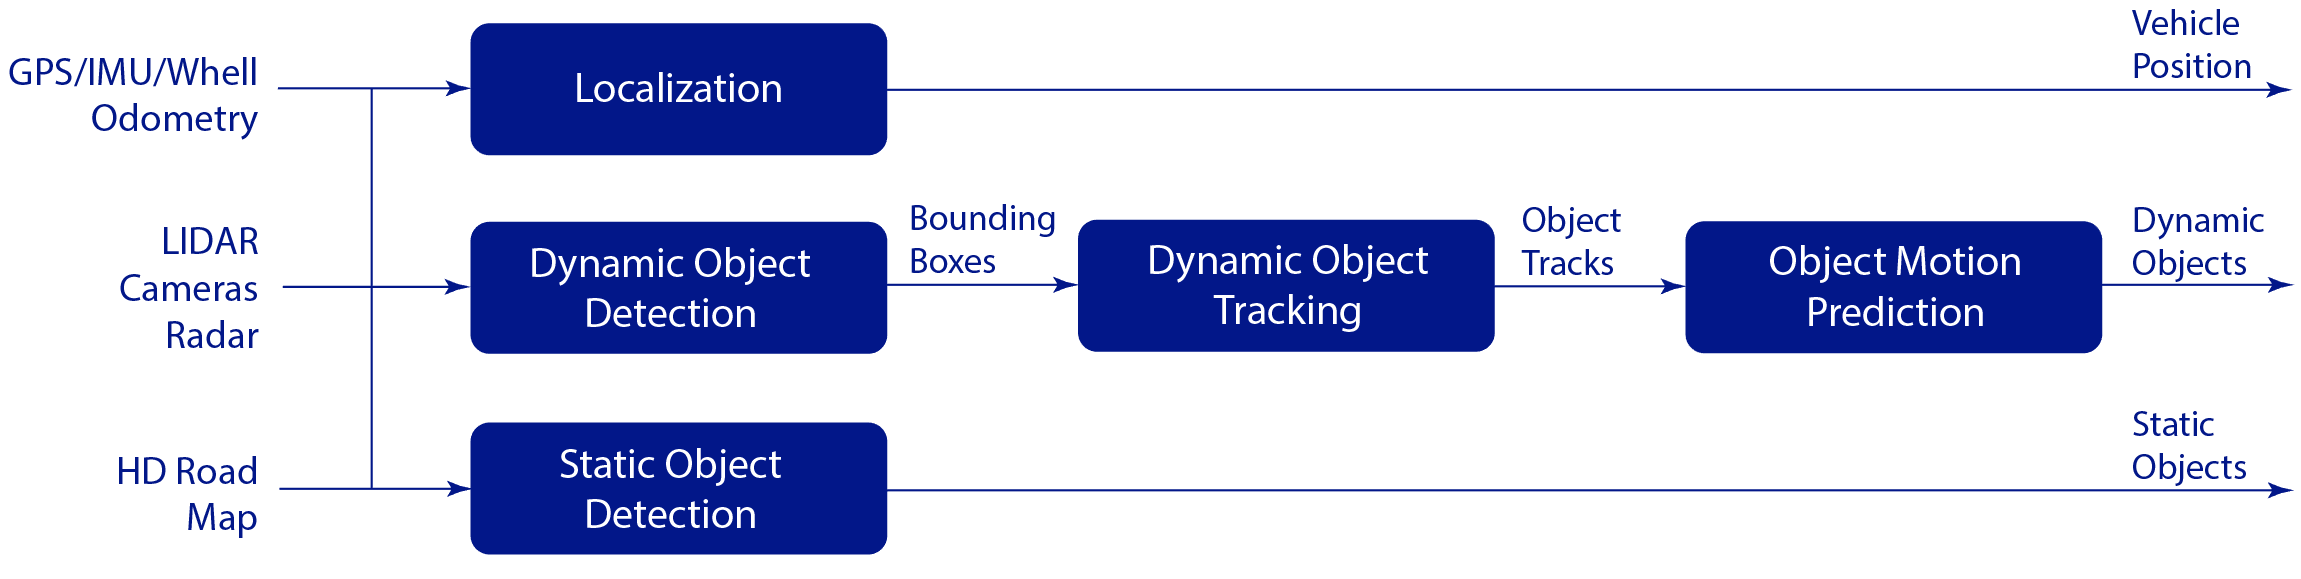 GPS/IMU/Whell
Odometry
Localization
Vehicle
Position
LIDAR
Cameras
Radar
Dynamic Object
Detection
Bounding
Boxes
Dynamic Object
Tracking
Object
Tracks
Object Motion
Prediction
Dynamic
Objects
HD Road
Map
Static Object
Detection
Static
Objects